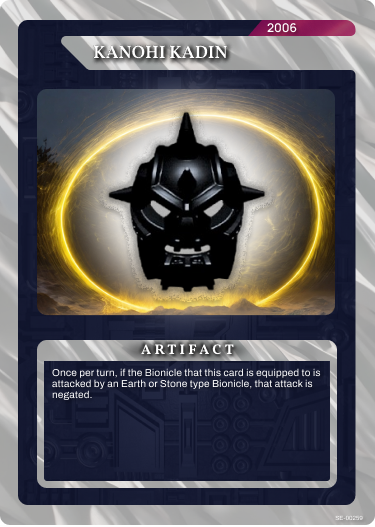 2006
KANOHI KADIN
ARTIFACT
Once per turn, if the Bionicle that this card is equipped to is
attacked by an Earth or Stone type Bionicle, that attack is
negated.
SE-00259